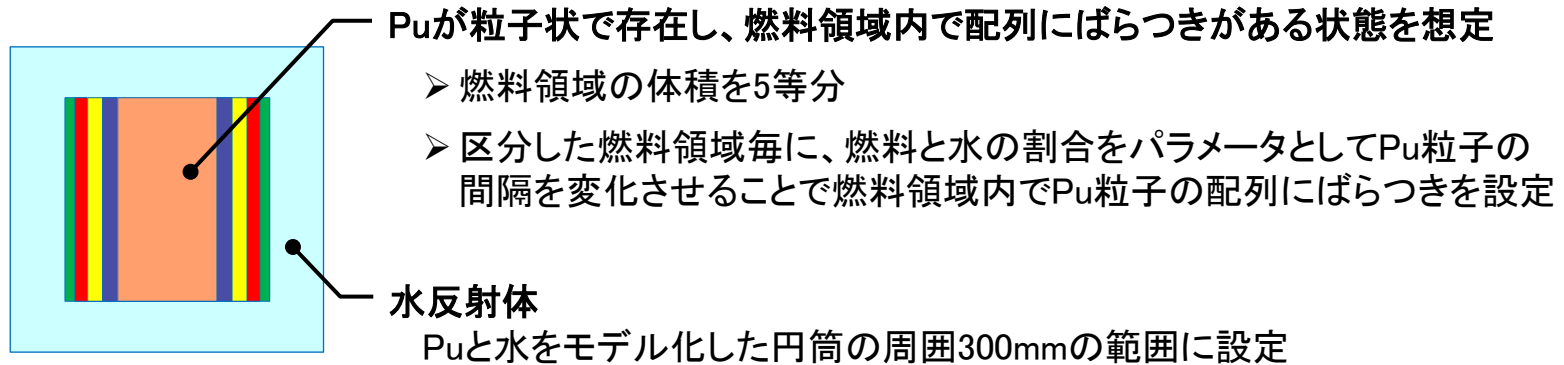 Puが粒子状で存在し、燃料領域内で配列にばらつきがある状態を想定
➢ 燃料領域の体積を5等分
➢ 区分した燃料領域毎に、燃料と水の割合をパラメータとしてPu粒子の
間隔を変化させることで燃料領域内でPu粒子の配列にばらつきを設定
水反射体
Puと水をモデル化した円筒の周囲300mmの範囲に設定